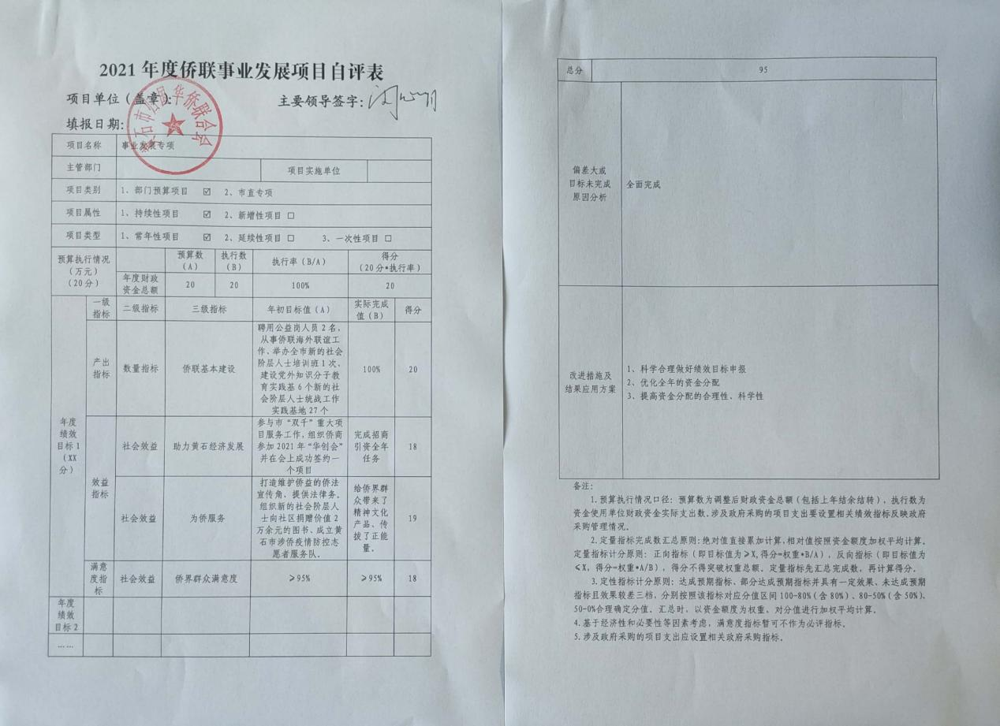 2021 年度侨联事业发展项目自评表
项目单位(盖章):
主要领导签字:
填报日期:
黄石市归国华侨联合会
项目名称 事业发展专项
主管部门 项目实施单位
项目类别 1、部门预算项目 ☑ 2、市直专项
项目属性 1、持续性项目 ☑ 2、新增性项目 □
项目类型 1、常年性项目 ☑ 2、延续性项目 □ 3、一次性项目 □
预算执行情况
(万元)
(20分)
预算数
(A)
执行数
(B)
执行率(B/A)
得分
(20分*执行率)
年度财政
资金总额
20 20 100% 20
年度
绩效
目标1
(XX
分)
一级
指标
二级指标 三级指标 年初目标值(A)
实际完成
值(B)
得分
产出
指标
数量指标 侨联基本建设
聘用公益岗人员2名,
从事侨联海外联谊工
作、举办全市新的社会
阶层人士培训班1次、
建设党外知识分子教
育实践基6个新的社
会阶层人士统战工作
实践基地27个
100% 20
效益
指标
社会效益 助力黄石经济发展
参与市“双千”重大项
目服务工作,组织侨商
参加2021年“华创会”
并在会上成功签约一
个项目
完成招商
引资全年
任务
18
社会效益 为侨服务
打造维护侨益的侨法
宣传角、提供法律务。
组织新的社会阶层人
士向社区捐赠价值2
万余元的图书、成立黄
石市涉侨疫情防控志
愿者服务队。
给侨界群
众带来了
精神文化
产品、传
拨了正能
量。
19
满意
度指
标
社会效益 侨界群众满意度 ≥95% ≥95% 18
年度
绩效
目标2
……
总分 95
偏差大或
目标未完成
原因分析
全面完成
改进措施及
结果应用方案
1、科学合理做好绩效目标申报
2、优化全年的资金分配
3、提高资金分配的合理性、科学性
备注:
1.预算执行情况口径:预算数为调整后财政资金总额(包括上年结余结转),执行数为
资金使用单位财政资金实际支出数。涉及政府采购的项目支出要设置相关绩效指标反映政府
采购管理情况。
2.定量指标完成数汇总原则:绝对值直接累加计算,相对值按照资金额度加权平均计算。
定量指标计分原则:正向指标(即目标值为≥X,得分=权重*B/A),反向指标(即目标值为
≤X,得分=权重*A/B),得分不得突破权重总额。定量指标先汇总完成数,再计算得分。
3.定性指标计分原则:达成预期指标、部分达成预期指标并具有一定效果、未达成预期
指标且效果较差三档,分别按照该指标对应分值区间100-80%(含80%)、80-50%(含50%)、
50-0%合理确定分值。汇总时,以资金额度为权重,对分值进行加权平均计算。
4.基于经济性和必要性等因素考虑,满意度指标暂可不作为必评指标。
5.涉及政府采购的项目支出应设置相关政府采购指标。